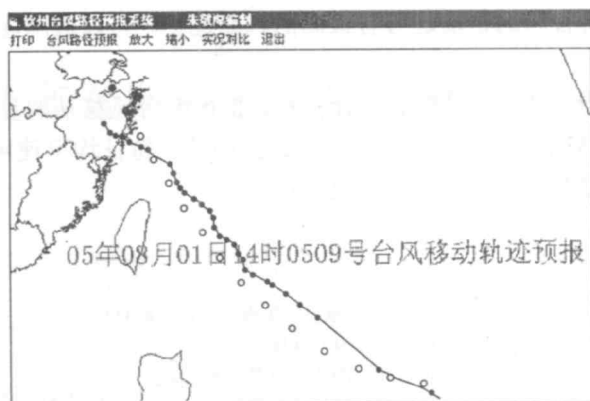 钦州台风路径预报系统 朱敬海编制
打印 台风路径预报 放大 缩小 实况对比 退出
05年08月01日14时0509号台风移动轨迹预报